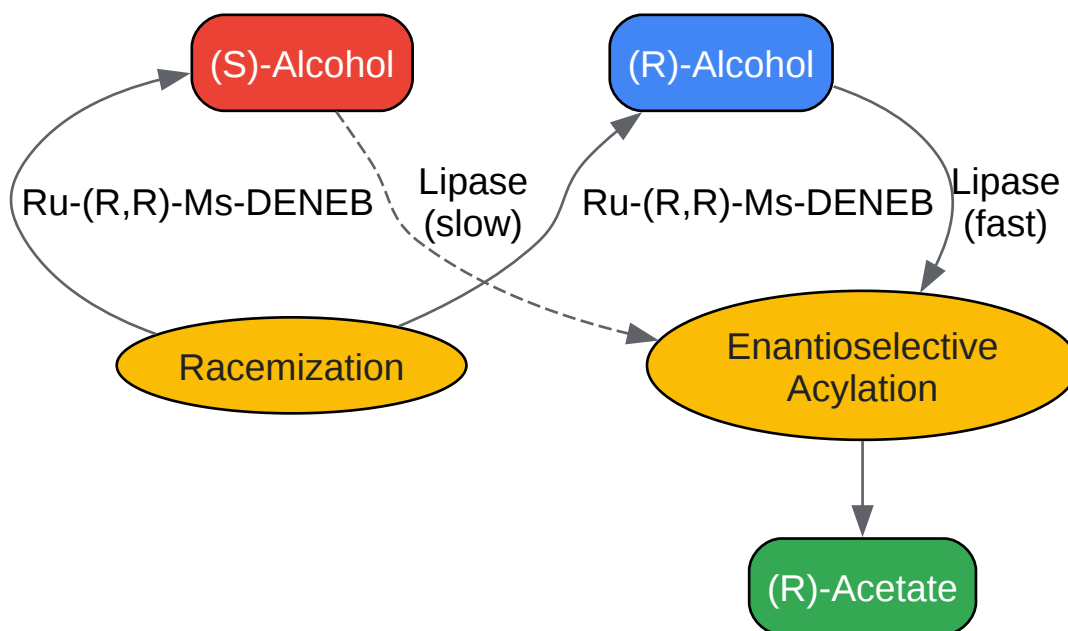 (S)-Alcohol
(R)-Alcohol
Ru-(R,R)-Ms-DENEB
Lipase
(slow)
Ru-(R,R)-Ms-DENEB
Lipase
(fast)
Racemization
Enantioselective
Acylation
(R)-Acetate